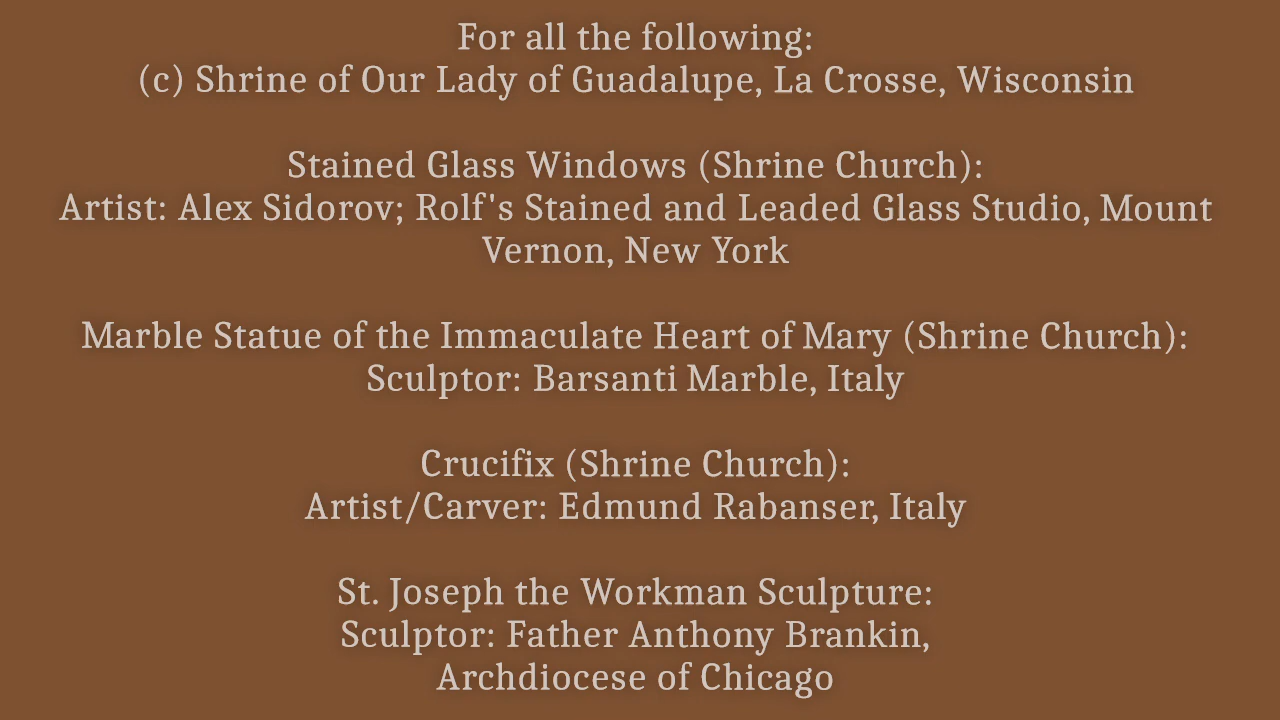 For all the following:
(c) Shrine of Our Lady of Guadalupe, La Crosse, Wisconsin
Stained Glass Windows (Shrine Church):
Artist: Alex Sidorov; Rolf's Stained and Leaded Glass Studio, Mount
Vernon, New York
Marble Statue of the Immaculate Heart of Mary (Shrine Church):
Sculptor: Barsanti Marble, Italy
Crucifix (Shrine Church):
Artist/Carver: Edmund Rabanser, Italy
St. Joseph the Workman Sculpture:
Sculptor: Father Anthony Brankin,
Archdiocese of Chicago